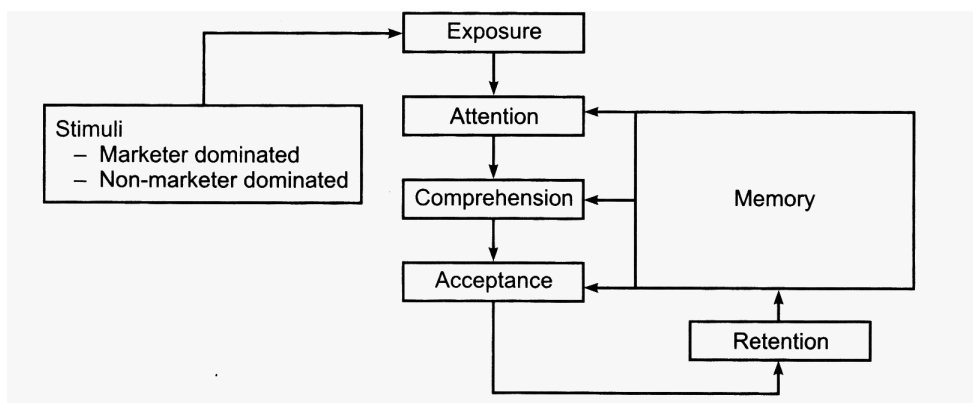 Exposure
Attention
Stimuli
– Marketer dominated
– Non-marketer dominated
Comprehension
Memory
Acceptance
Retention